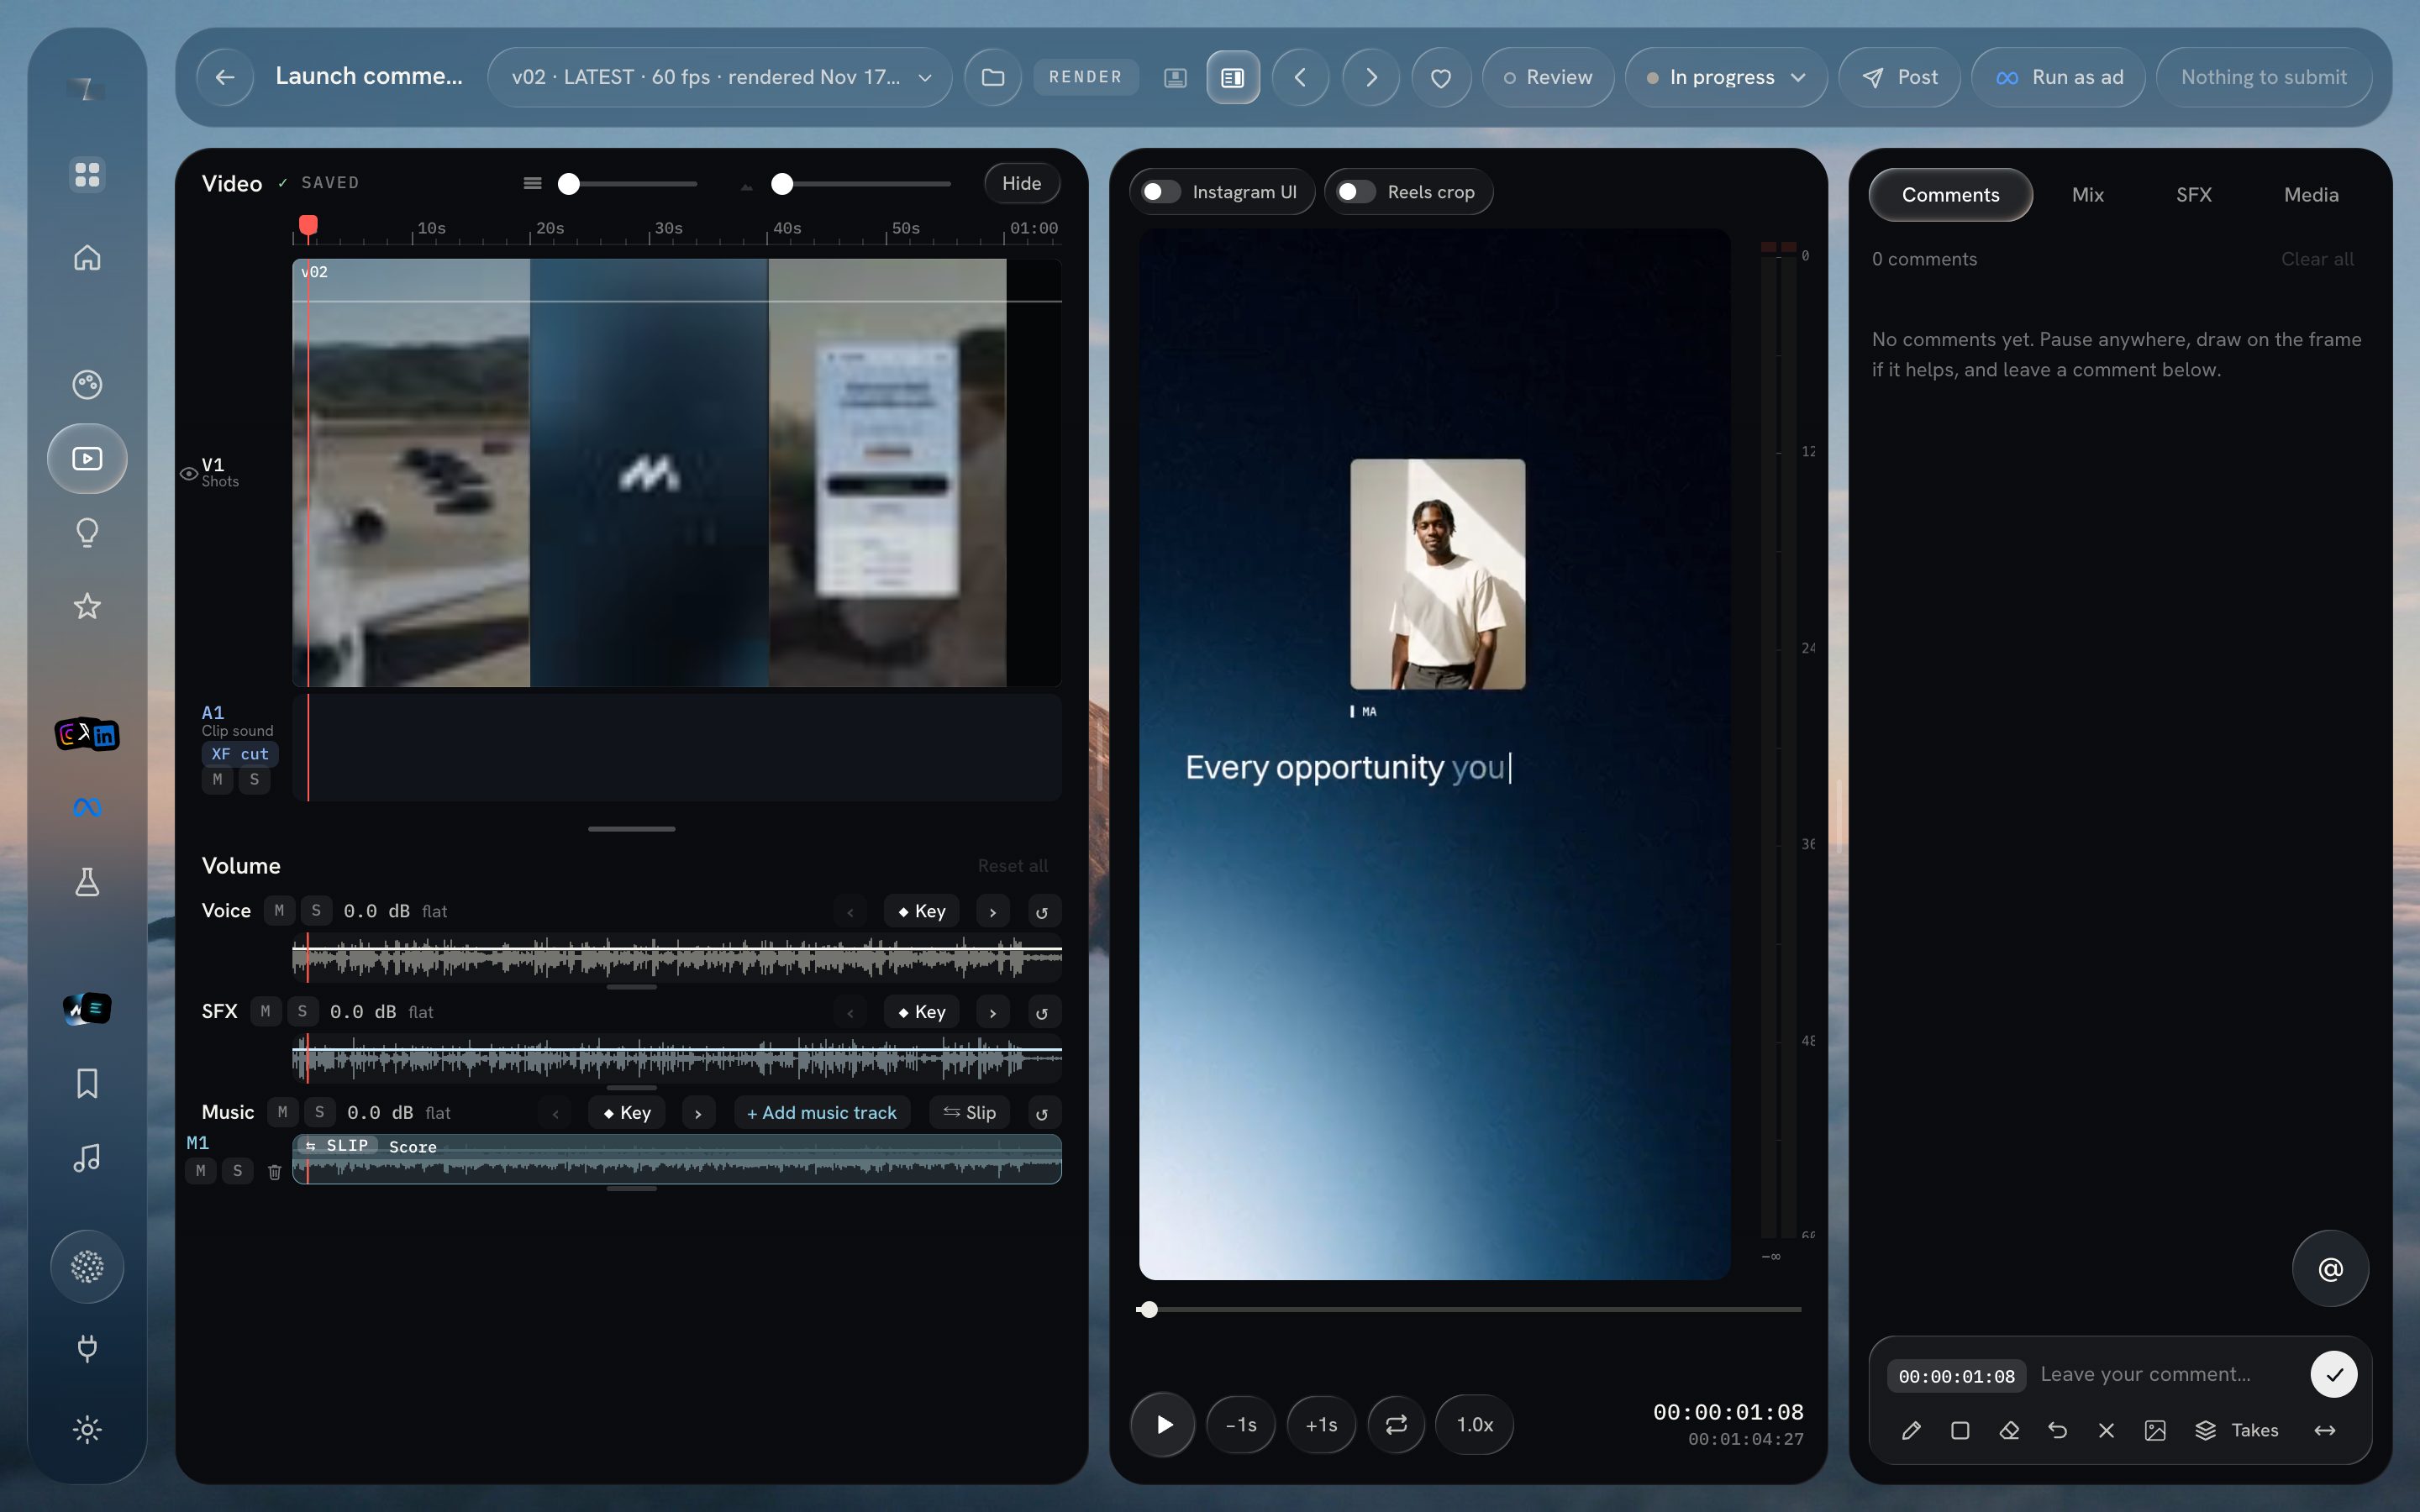 Launch comme...
v02 · LATEST · 60 fps · rendered Nov 17...
RENDER
Review
In progress
Post
Run as ad
Nothing to submit
Video ✓ SAVED
Hide
10s 20s 30s 40s 50s 01:00
v02
V1
Shots
A1
Clip sound
XF cut
M S
Volume
Reset all
Voice M S 0.0 dB flat
‹ ◆ Key › ↺
SFX M S 0.0 dB flat
‹ ◆ Key › ↺
Music M S 0.0 dB flat
‹ ◆ Key › + Add music track ⇆ Slip ↺
M1
M S
⇆ SLIP Score
Instagram UI
Reels crop
MA
Every opportunity you
0
12
24
36
48
-∞
-1s
+1s
1.0x
00:00:01:08
00:01:04:27
Comments
Mix
SFX
Media
0 comments
Clear all
No comments yet. Pause anywhere, draw on the frame
if it helps, and leave a comment below.
@
00:00:01:08
Leave your comment...
Takes
in